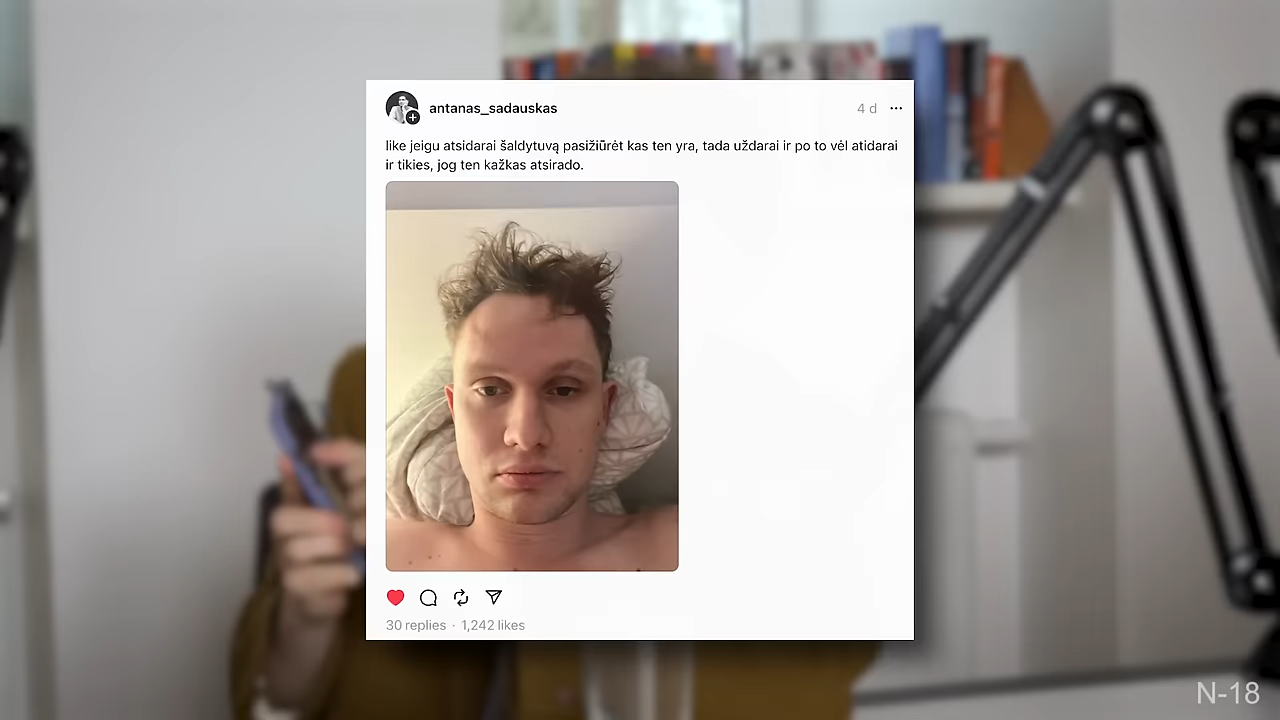 antanas_sadauskas
4 d
like jeigu atsidarai šaldytuvą pasižiūrėt kas ten yra, tada uždarai ir po to vėl atidarai
ir tikies, jog ten kažkas atsirado.
30 replies · 1,242 likes
N-18